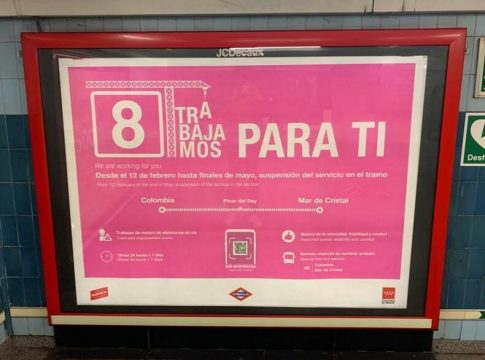 JCDecaux
8
TRA
BAJA
MOS
PARA TI
We are working for you
Desde el 12 de febrero hasta finales de mayo, suspensión del servicio en el tramo
From 12 February to the end of May, suspension of the service in the section
Colombia
Pinar del Rey
Mar de Cristal
Trabajos de mejora de plataforma de vía
Track bed improvement works
Obras 24 horas x 7 días
Works 24 hours x 7 days
MÁS INFORMACIÓN
Mejora de la velocidad, fiabilidad y confort
Improved speed, reliability and comfort
Servicio especial de autobús gratuito
Special free bus service
Colombia
Mar de Cristal
Desf